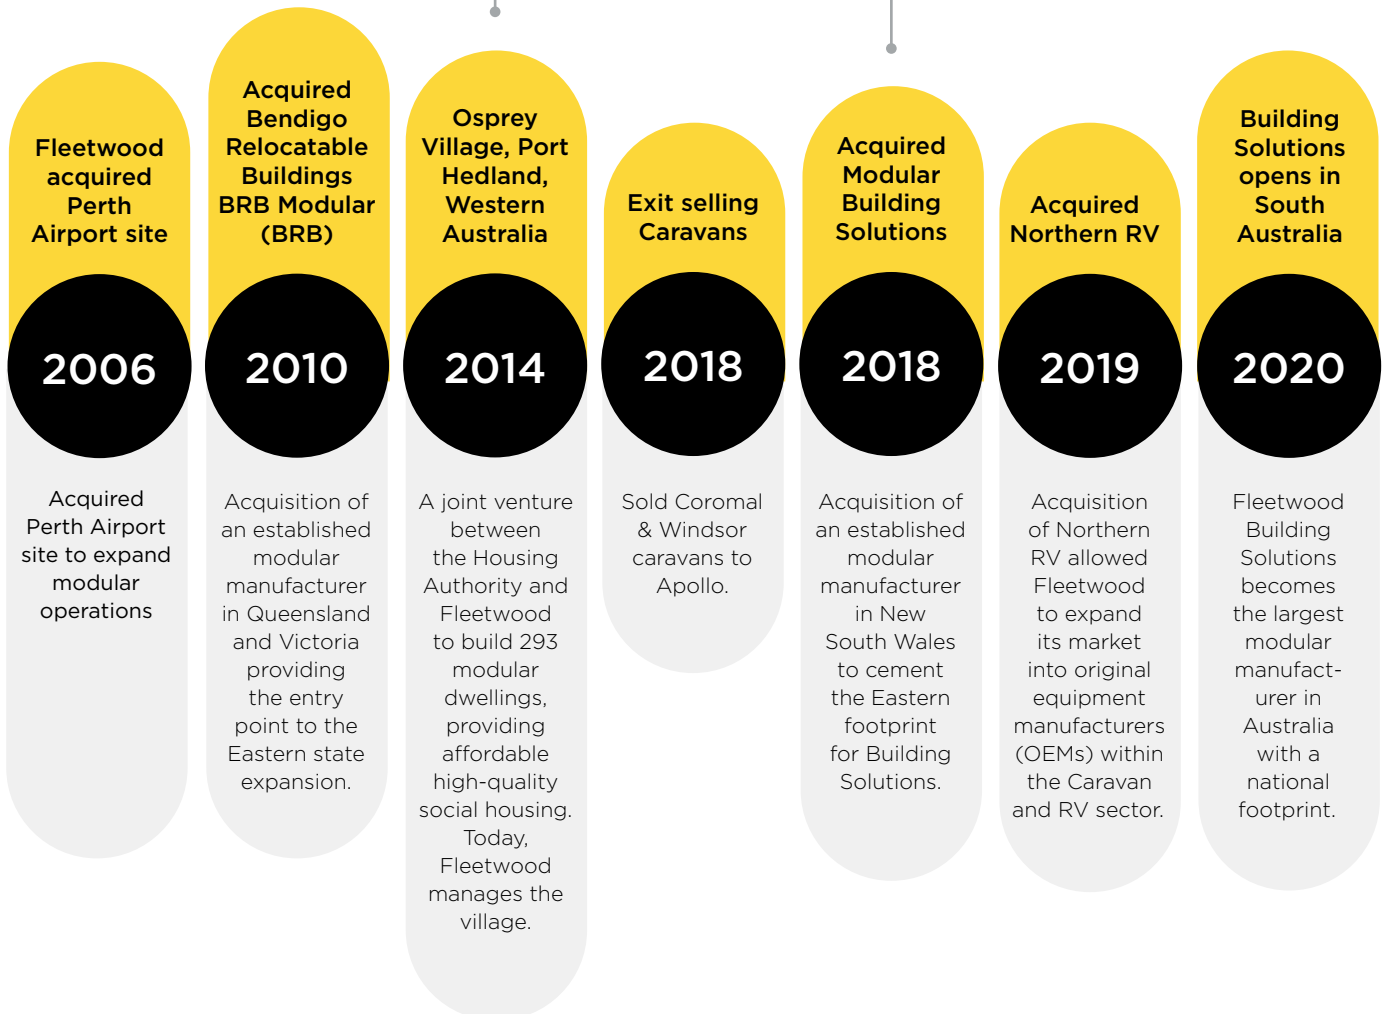 Fleetwood
acquired
Perth
Airport site
2006
Acquired
Perth Airport
site to expand
modular
operations
Acquired
Bendigo
Relocatable
Buildings
BRB Modular
(BRB)
2010
Acquisition of
an established
modular
manufacturer
in Queensland
and Victoria
providing
the entry
point to the
Eastern state
expansion.
Osprey
Village, Port
Hedland,
Western
Australia
2014
A joint venture
between
the Housing
Authority and
Fleetwood
to build 293
modular
dwellings,
providing
affordable
high-quality
social housing.
Today,
Fleetwood
manages the
village.
Exit selling
Caravans
2018
Sold Coromal
& Windsor
caravans to
Apollo.
Acquired
Modular
Building
Solutions
2018
Acquisition of
an established
modular
manufacturer
in New
South Wales
to cement
the Eastern
footprint
for Building
Solutions.
Acquired
Northern RV
2019
Acquisition
of Northern
RV allowed
Fleetwood
to expand
its market
into original
equipment
manufacturers
(OEMs) within
the Caravan
and RV sector.
Building
Solutions
opens in
South
Australia
2020
Fleetwood
Building
Solutions
becomes
the largest
modular
manufact-
urer in
Australia
with a
national
footprint.